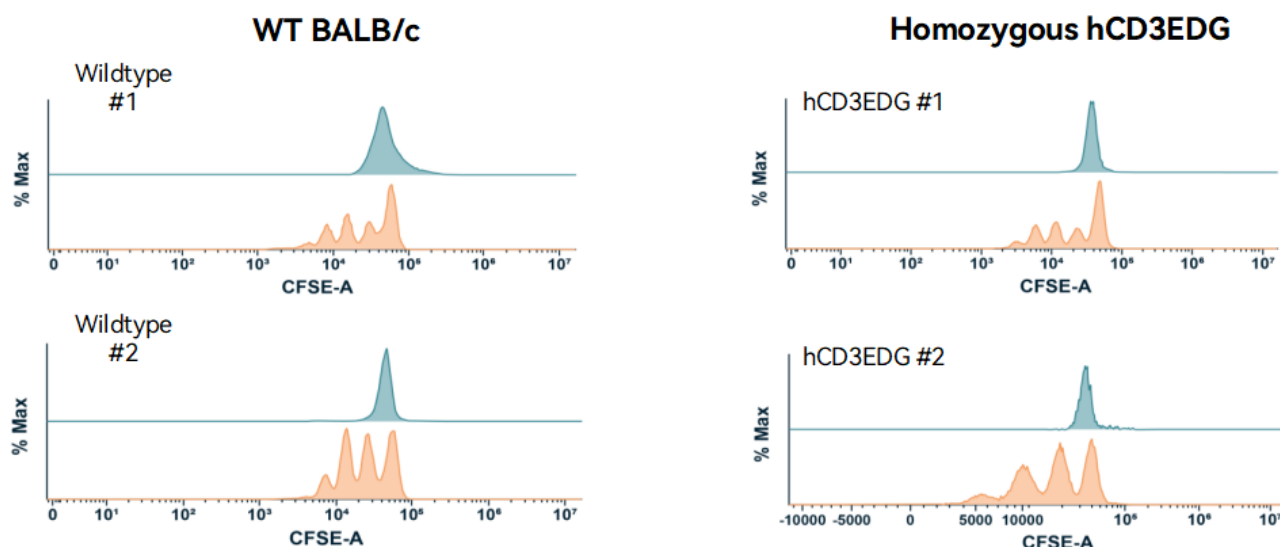 WT BALB/c
Homozygous hCD3EDG
Wildtype
#1
% Max
0 10¹ 10² 10³ 10⁴ 10⁵ 10⁶ 10⁷
CFSE-A
hCD3EDG #1
% Max
0 10¹ 10² 10³ 10⁴ 10⁵ 10⁶ 10⁷
CFSE-A
Wildtype
#2
% Max
0 10¹ 10² 10³ 10⁴ 10⁵ 10⁶ 10⁷
CFSE-A
hCD3EDG #2
% Max
-10000 -5000 0 5000 10000 10⁵ 10⁶ 10⁷
CFSE-A